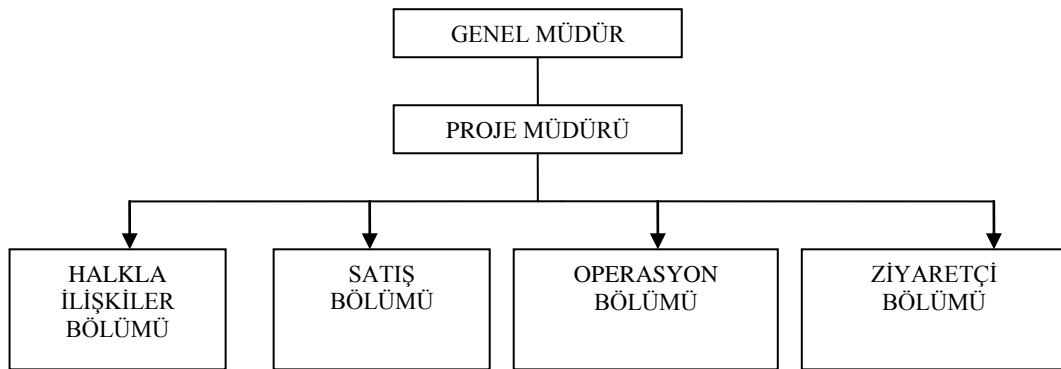 GENEL MÜDÜR
PROJE MÜDÜRÜ
HALKLA
İLİŞKİLER
BÖLÜMÜ
SATIŞ
BÖLÜMÜ
OPERASYON
BÖLÜMÜ
ZİYARETÇİ
BÖLÜMÜ